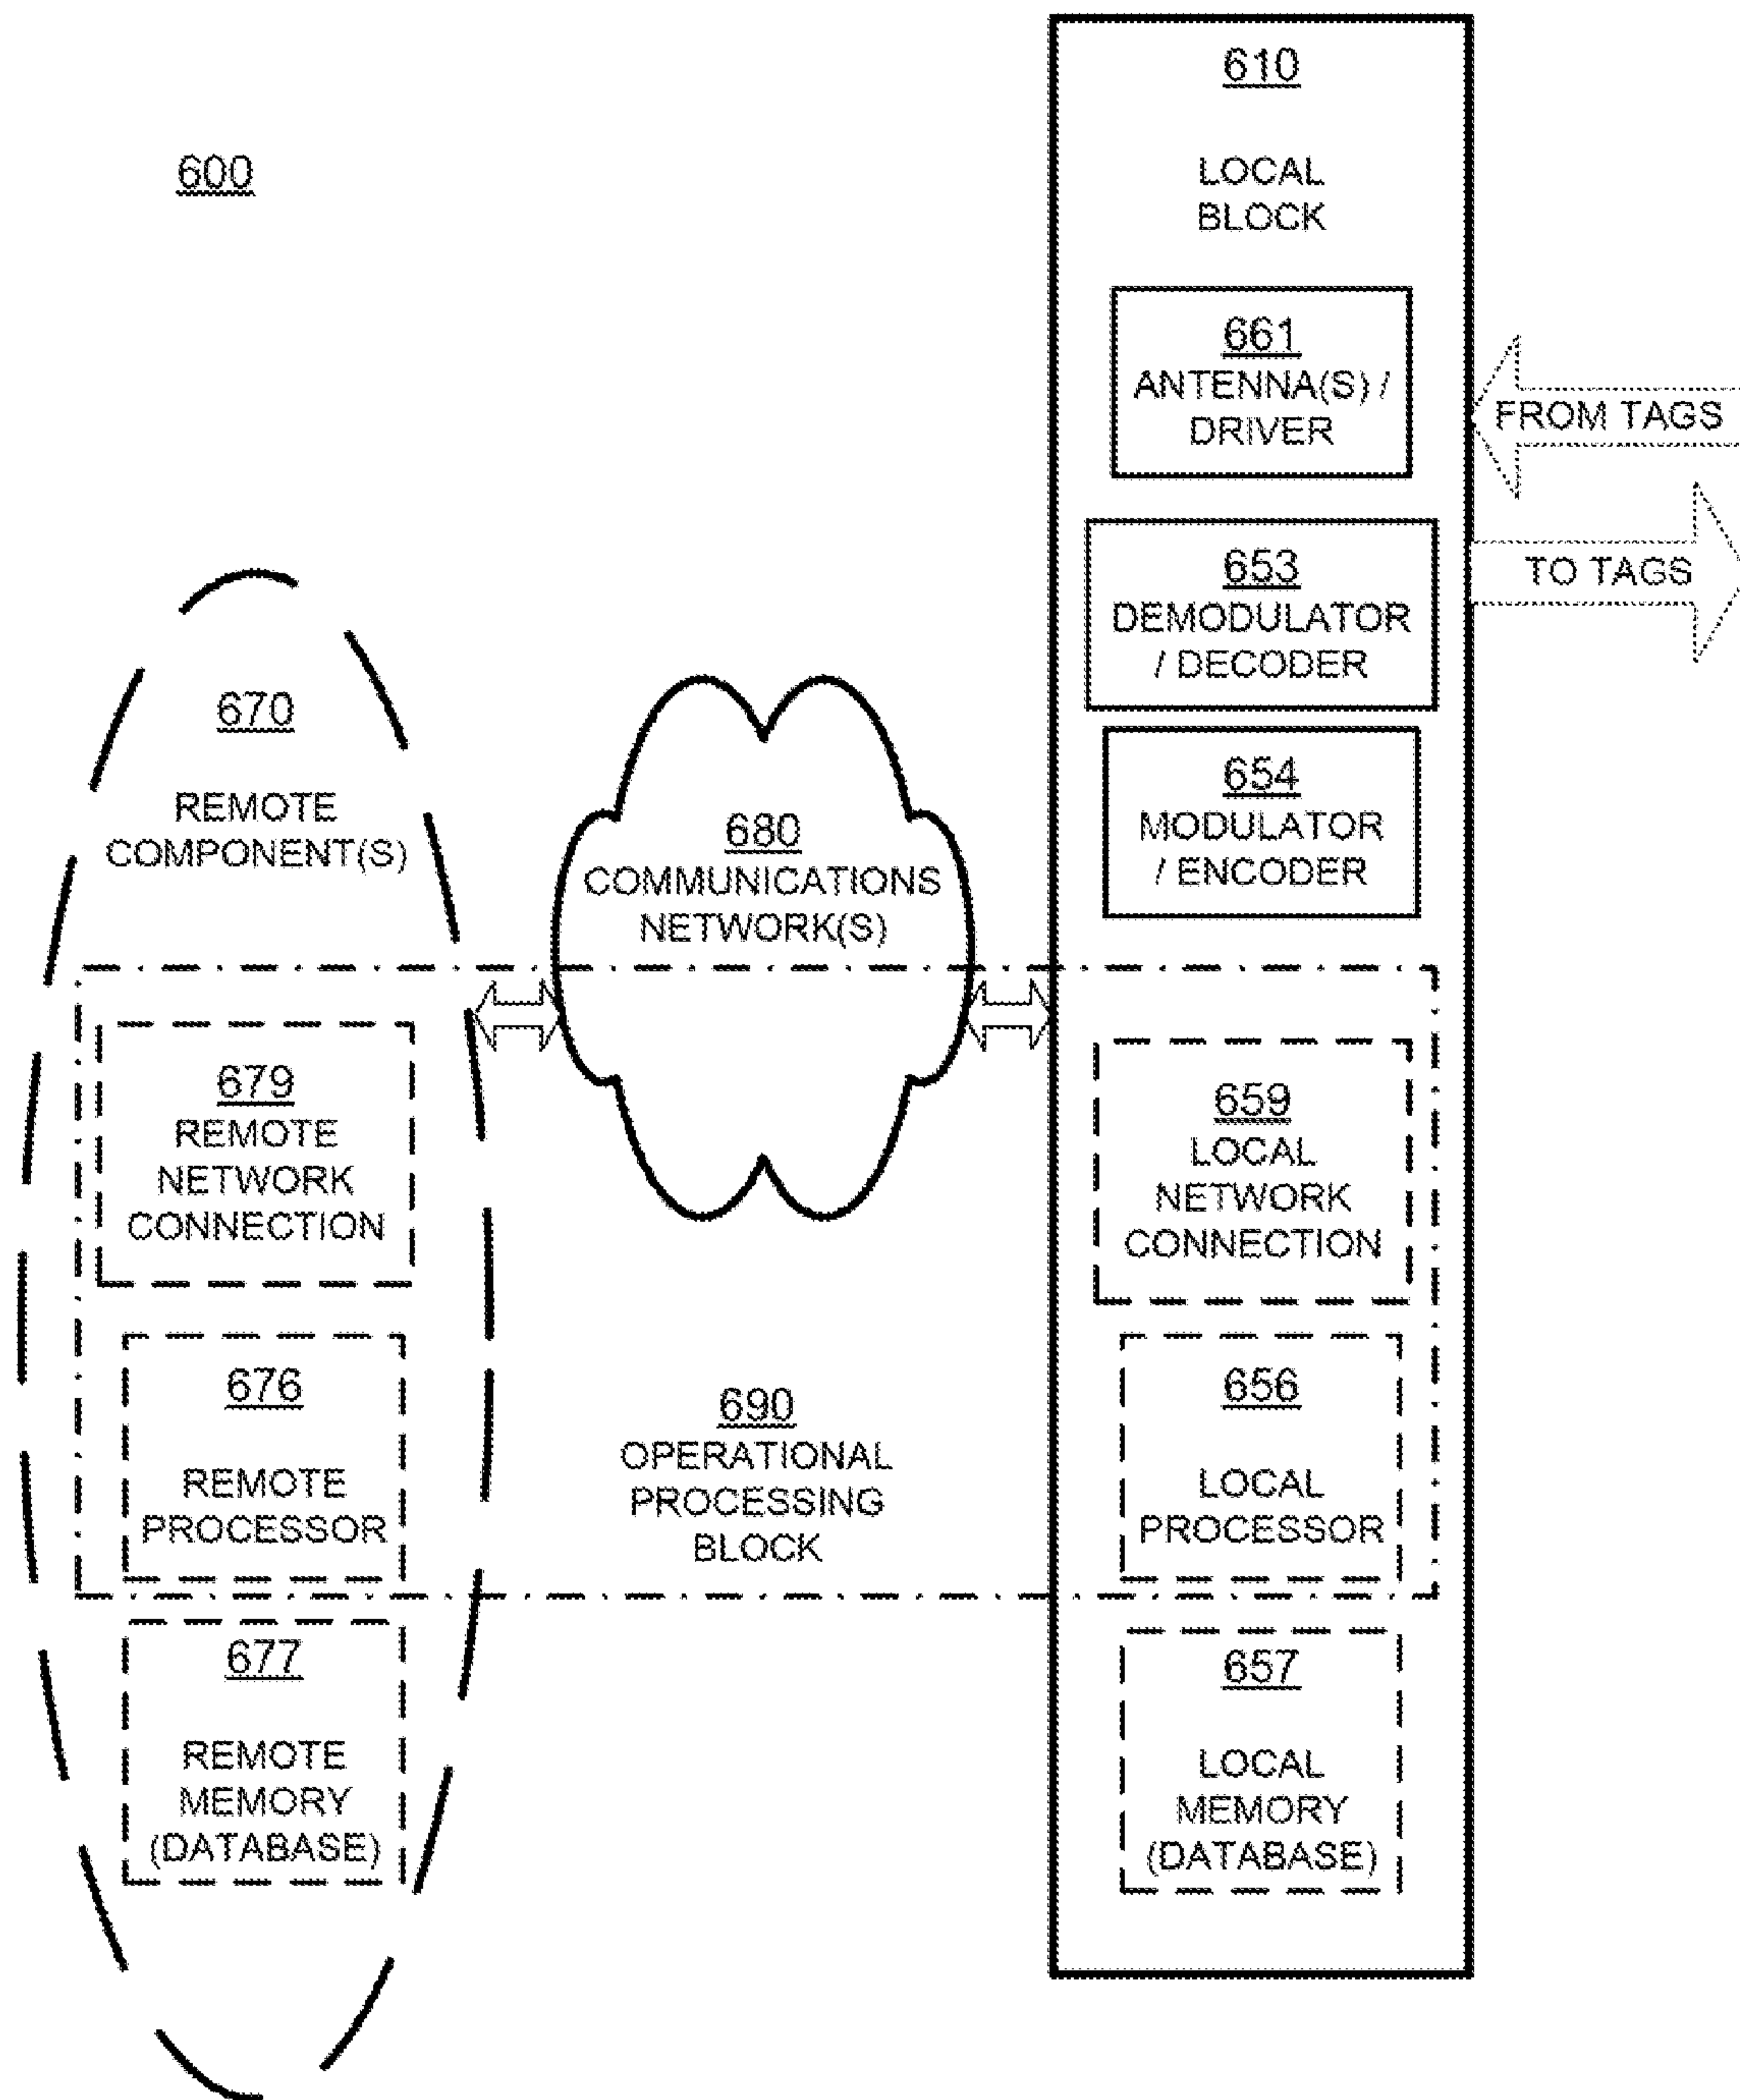 600
610
LOCAL
BLOCK
661
ANTENNA(S) /
DRIVER
FROM TAGS
653
DEMODULATOR
/ DECODER
TO TAGS
654
MODULATOR
/ ENCODER
670
REMOTE
COMPONENT(S)
680
COMMUNICATIONS
NETWORK(S)
679
REMOTE
NETWORK
CONNECTION
659
LOCAL
NETWORK
CONNECTION
676
REMOTE
PROCESSOR
690
OPERATIONAL
PROCESSING
BLOCK
656
LOCAL
PROCESSOR
677
REMOTE
MEMORY
(DATABASE)
657
LOCAL
MEMORY
(DATABASE)